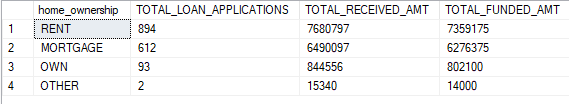 home_ownership TOTAL_LOAN_APPLICATIONS TOTAL_RECEIVED_AMT TOTAL_FUNDED_AMT
1 RENT 894 7680797 7359175
2 MORTGAGE 612 6490097 6276375
3 OWN 93 844556 802100
4 OTHER 2 15340 14000